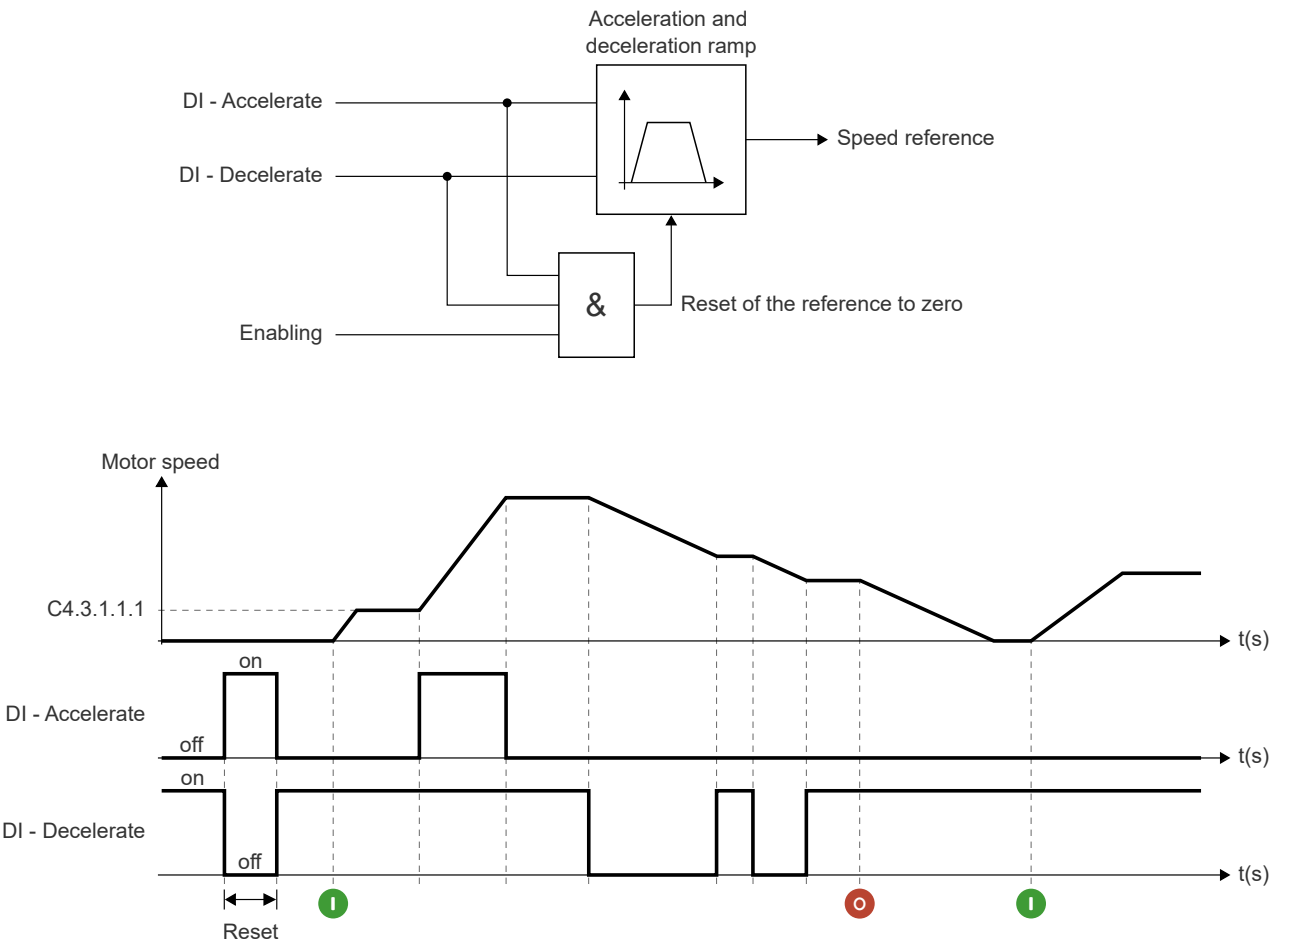 Acceleration and
deceleration ramp
DI - Accelerate
Speed reference
DI - Decelerate
&
Reset of the reference to zero
Enabling
Motor speed
C4.3.1.1.1
t(s)
on
DI - Accelerate
off
t(s)
on
DI - Decelerate
off
t(s)
I
O
I
Reset